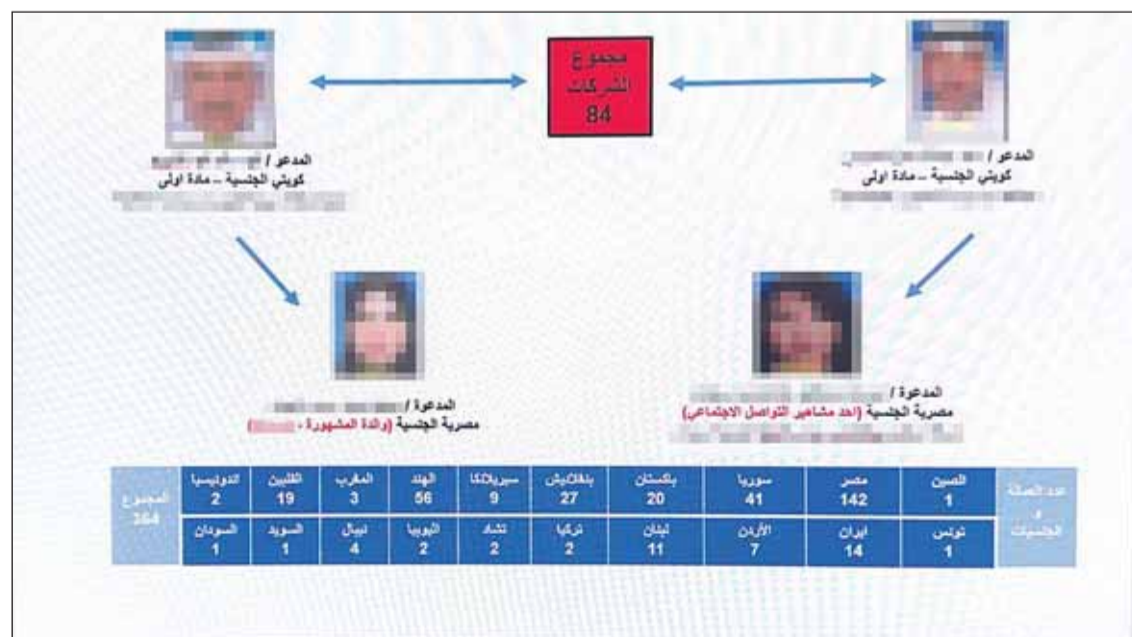 مجموع
الشركات
84
المدعو /
كويتي الجنسية – مادة اولى
المدعو /
كويتي الجنسية – مادة اولى
المدعوة /
مصرية الجنسية (احد مشاهير التواصل الاجتماعي)
المدعوة /
مصرية الجنسية (والدة المشهورة -
عدد العمالة
و
الجنسيات
الصين مصر سوريا باكستان بنغلاديش سيريلانكا الهند المغرب الفلبين اندونيسيا
1 142 41 20 27 9 56 3 19 2
تونس ايران الأردن لبنان تركيا تشاد اثيوبيا نيبال السويد السودان
1 14 7 11 2 2 2 4 1 1
المجموع